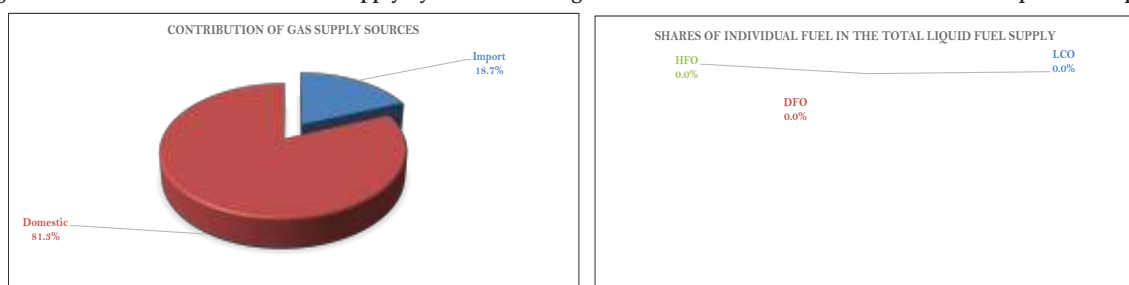 CONTRIBUTION OF GAS SUPPLY SOURCES
Import
18.7%
Domestic
81.3%
SHARES OF INDIVIDUAL FUEL IN THE TOTAL LIQUID FUEL SUPPLY
HFO
0.0%
LCO
0.0%
DFO
0.0%